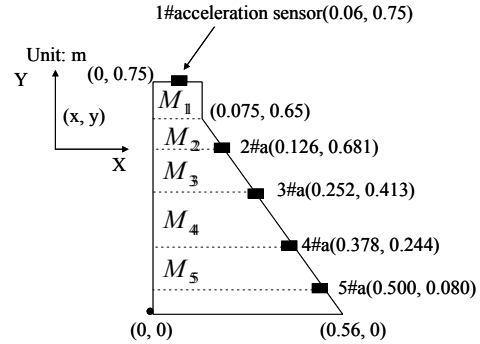 1#acceleration sensor(0.06, 0.75)
Unit: m
Y
(0, 0.75)
M1
(x, y)
(0.075, 0.65)
M2
2#a(0.126, 0.681)
X
M3
3#a(0.252, 0.413)
M4
4#a(0.378, 0.244)
M5
5#a(0.500, 0.080)
(0, 0)
(0.56, 0)